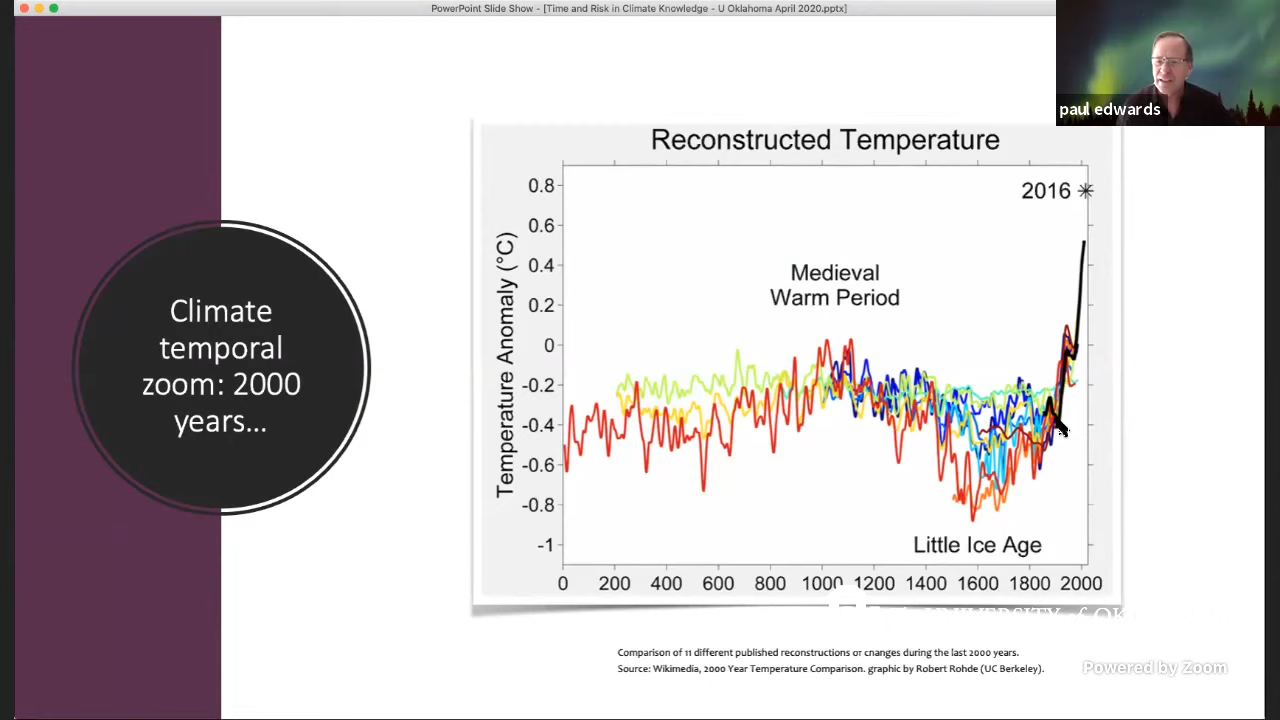 PowerPoint Slide Show - [Time and Risk in Climate Knowledge - U Oklahoma April 2020.pptx]
paul edwards
Climate
temporal
zoom: 2000
years...
Reconstructed Temperature
2016
Medieval
Warm Period
Little Ice Age
Temperature Anomaly (°C)
0.8
0.6
0.4
0.2
0
-0.2
-0.4
-0.6
-0.8
-1
0 200 400 600 800 1000 1200 1400 1600 1800 2000
Comparison of 11 different published reconstructions of changes during the last 2000 years.
Source: Wikimedia, 2000 Year Temperature Comparison. graphic by Robert Rohde (UC Berkeley).
Powered by Zoom